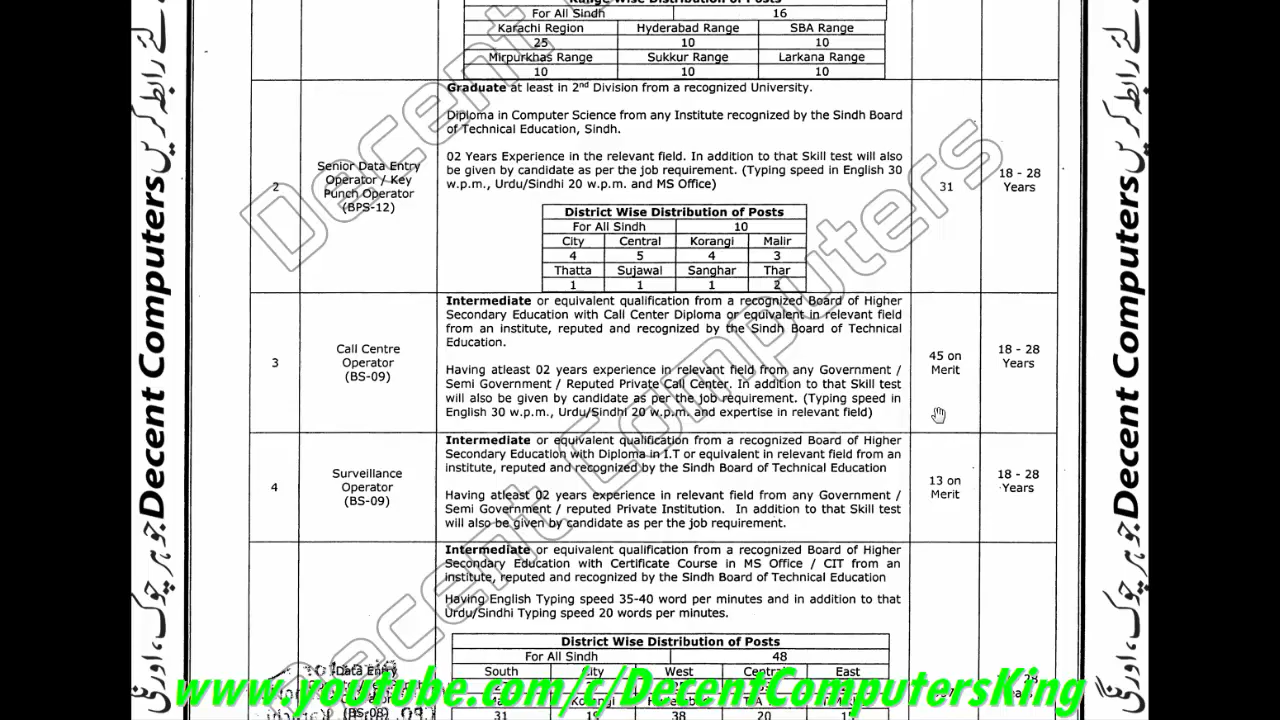 Range Wise Distribution of Posts
For All Sindh 16
Karachi Region Hyderabad Range SBA Range
25 10 10
Mirpurkhas Range Sukkur Range Larkana Range
10 10 10
2
Senior Data Entry
Operator / Key
Punch Operator
(BPS-12)
Graduate at least in 2nd Division from a recognized University.
Diploma in Computer Science from any Institute recognized by the Sindh Board
of Technical Education, Sindh.
02 Years Experience in the relevant field. In addition to that Skill test will also
be given by candidate as per the job requirement. (Typing speed in English 30
w.p.m., Urdu/Sindhi 20 w.p.m. and MS Office)
District Wise Distribution of Posts
For All Sindh 10
City Central Korangi Malir
4 5 4 3
Thatta Sujawal Sanghar Thar
1 1 1 2
31
18 - 28
Years
3
Call Centre
Operator
(BS-09)
Intermediate or equivalent qualification from a recognized Board of Higher
Secondary Education with Call Center Diploma or equivalent in relevant field
from an institute, reputed and recognized by the Sindh Board of Technical
Education.
Having atleast 02 years experience in relevant field from any Government /
Semi Government / Reputed Private Call Center. In addition to that Skill test
will also be given by candidate as per the job requirement. (Typing speed in
English 30 w.p.m., Urdu/Sindhi 20 w.p.m. and expertise in relevant field)
45 on
Merit
18 - 28
Years
4
Surveillance
Operator
(BS-09)
Intermediate or equivalent qualification from a recognized Board of Higher
Secondary Education with Diploma in I.T or equivalent in relevant field from an
institute, reputed and recognized by the Sindh Board of Technical Education
Having atleast 02 years experience in relevant field from any Government /
Semi Government / reputed Private Institution. In addition to that Skill test
will also be given by candidate as per the job requirement.
13 on
Merit
18 - 28
Years
Intermediate or equivalent qualification from a recognized Board of Higher
Secondary Education with Certificate Course in MS Office / CIT from an
institute, reputed and recognized by the Sindh Board of Technical Education
Having English Typing speed 35-40 word per minutes and in addition to that
Urdu/Sindhi Typing speed 20 words per minutes.
District Wise Distribution of Posts
For All Sindh 48
South City West Central East
Data Entry
31 19 38 20
www.youtube.com/c/DecentComputersKing
Decent Computers
لئے رابطہ کریں Decent Computers جوہر چوک، اورنگی
لئے رابطہ کریں Decent Computers جوہر چوک، اورنگی